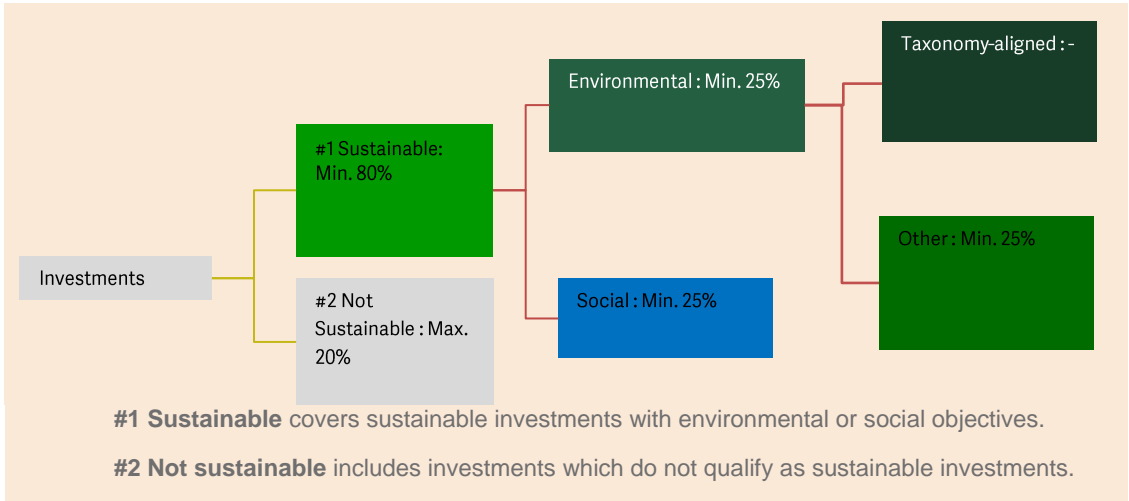 Taxonomy-aligned : -
Environmental : Min. 25%
#1 Sustainable:
Min. 80%
Other : Min. 25%
Investments
#2 Not
Sustainable : Max.
20%
Social : Min. 25%
#1 Sustainable covers sustainable investments with environmental or social objectives.
#2 Not sustainable includes investments which do not qualify as sustainable investments.